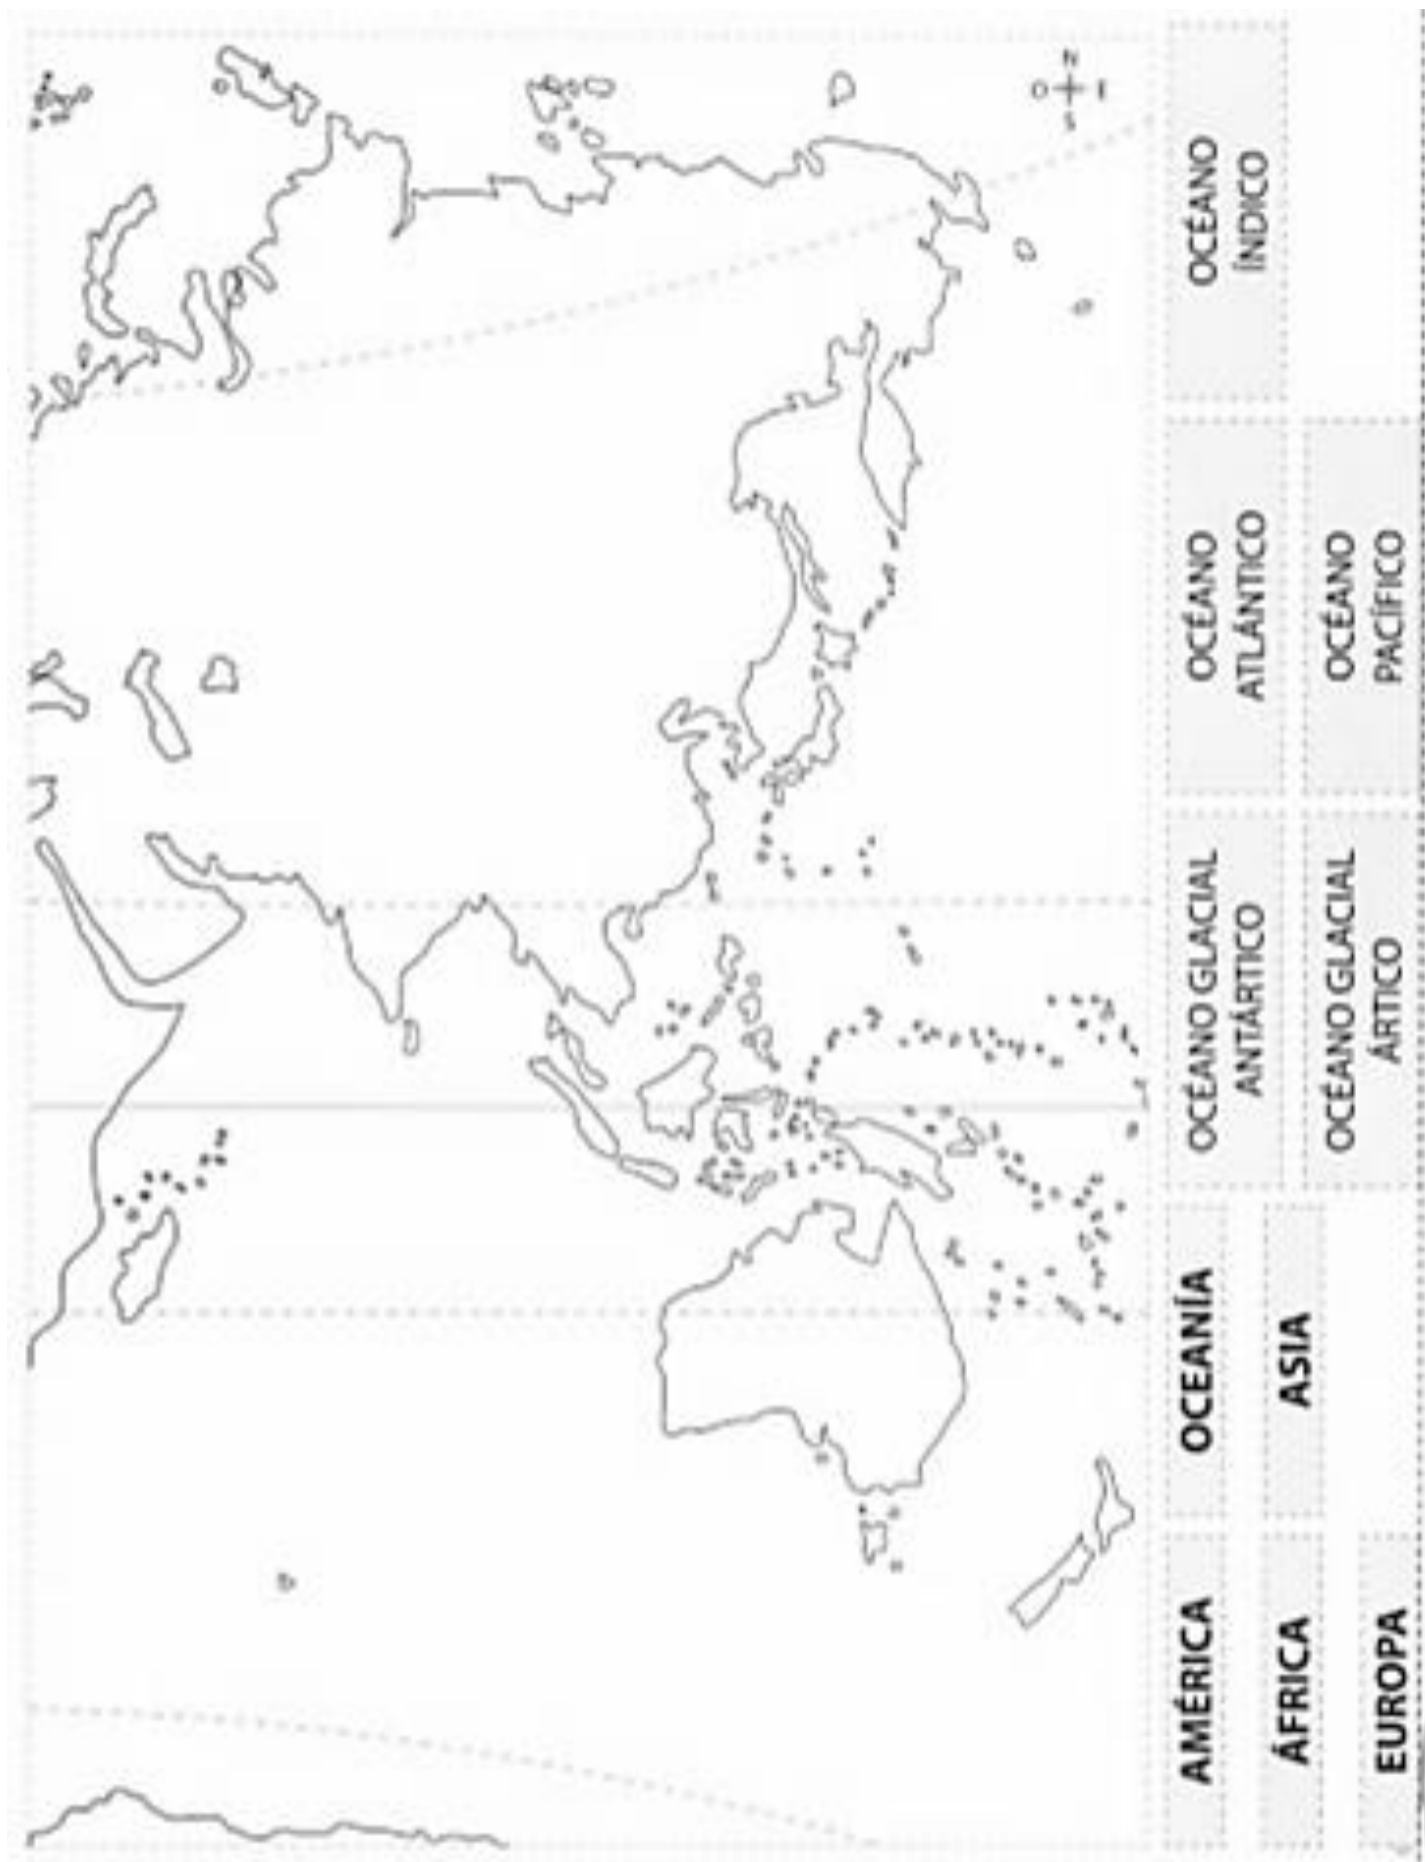 N
O
S
AMÉRICA
OCEANÍA
ÁFRICA
ASIA
EUROPA
OCÉANO GLACIAL
ANTÁRTICO
OCÉANO
ATLÁNTICO
OCÉANO
ÍNDICO
OCÉANO GLACIAL
ÁRTICO
OCÉANO
PACÍFICO